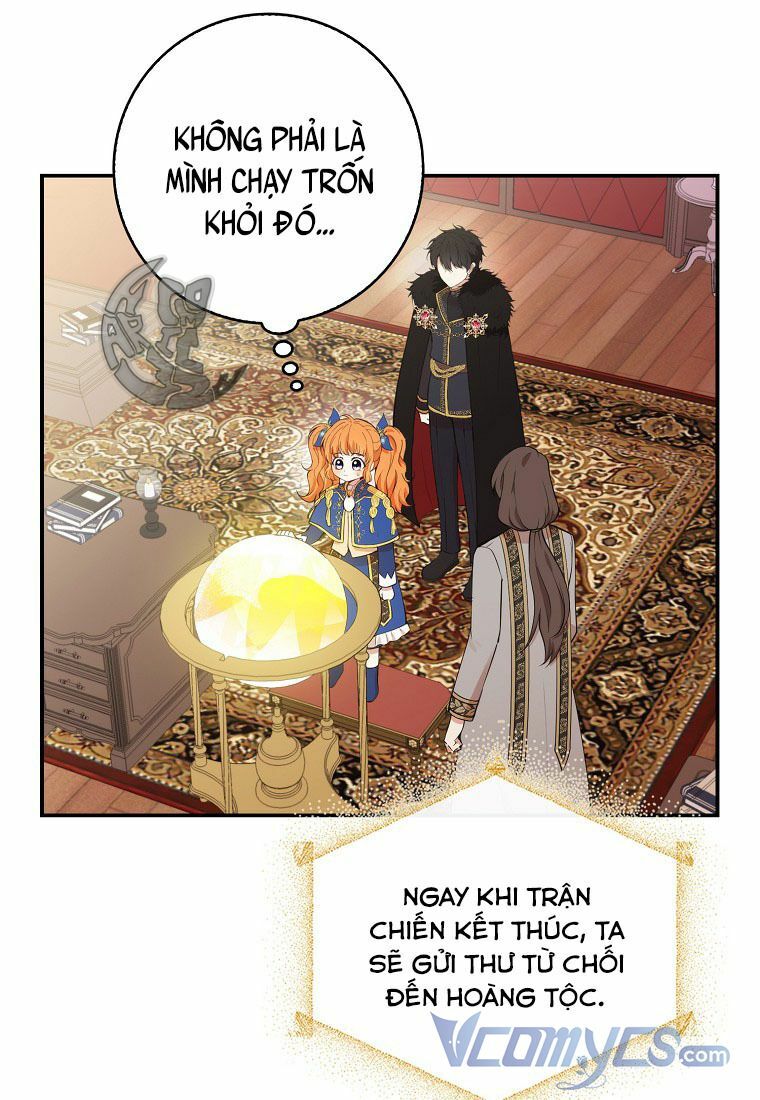 KHÔNG PHẢI LÀ
MÌNH CHẠY TRỐN
KHỎI ĐÓ...
NGAY KHI TRẬN
CHIẾN KẾT THÚC, TA
SẼ GỬI THƯ TỪ CHỐI
ĐẾN HOÀNG TỘC.
VCOMYCS.com